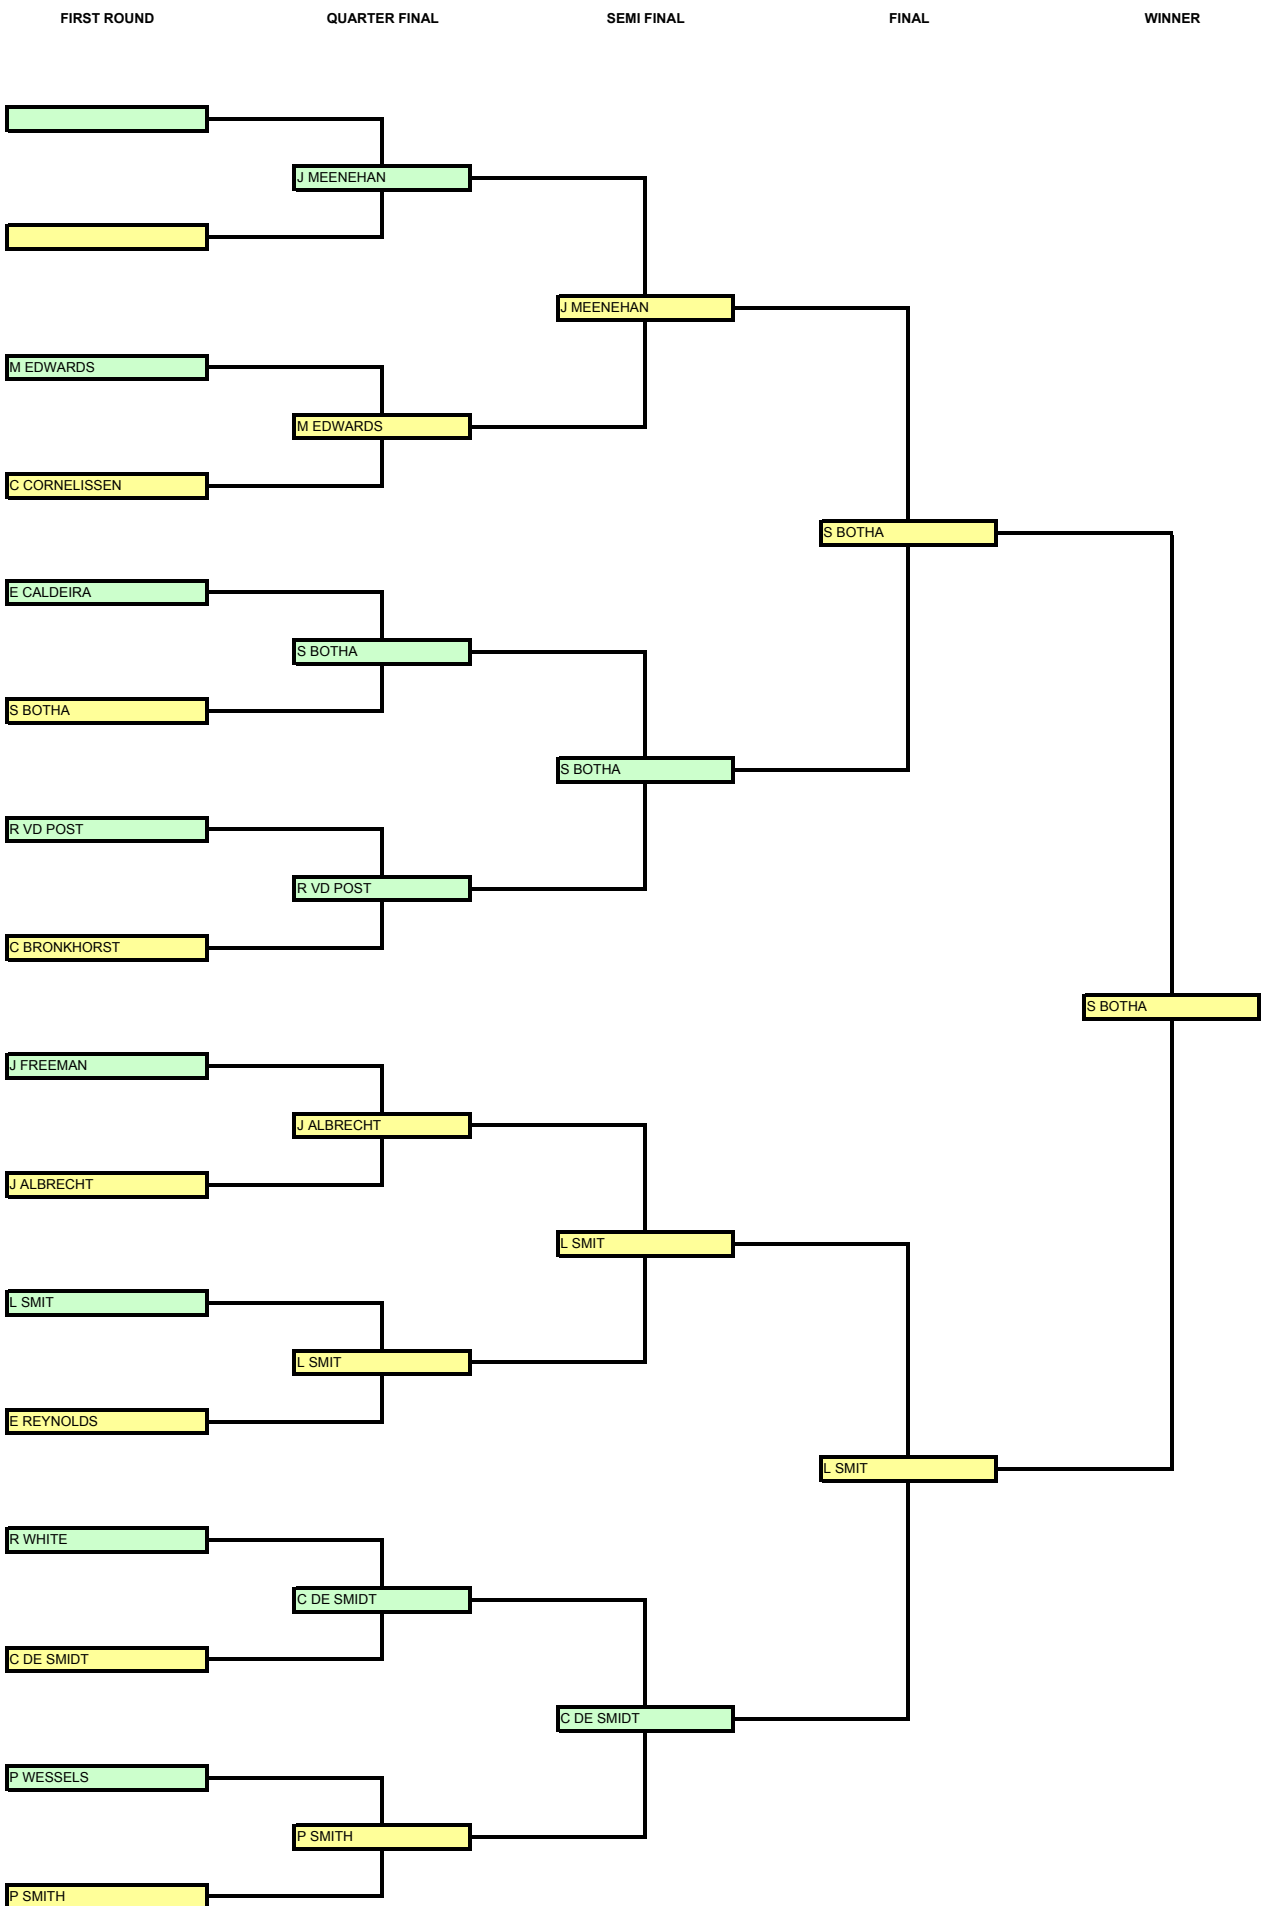 FIRST ROUND QUARTER FINAL SEMI FINAL FINAL WINNER
J MEENEHAN
J MEENEHAN
M EDWARDS
M EDWARDS
C CORNELISSEN
S BOTHA
E CALDEIRA
S BOTHA
S BOTHA
S BOTHA
R VD POST
R VD POST
C BRONKHORST
S BOTHA
J FREEMAN
J ALBRECHT
J ALBRECHT
L SMIT
L SMIT
L SMIT
E REYNOLDS
L SMIT
R WHITE
C DE SMIDT
C DE SMIDT
C DE SMIDT
P WESSELS
P SMITH
P SMITH